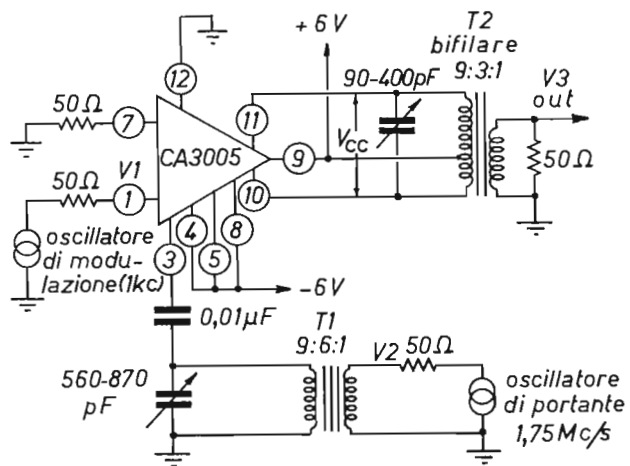 +6V
T2
bifilare
9:3:1
90-400pF
V3
out
12
50Ω
7
11
Vcc
CA3005
9
50Ω
50Ω
V1
1
10
4
8
3
5
oscillatore
di modu-
lazione(1kc)
-6V
0,01µF
T1
9:6:1
V2
50Ω
560-870
pF
oscillatore
di portante
1,75Mc/s